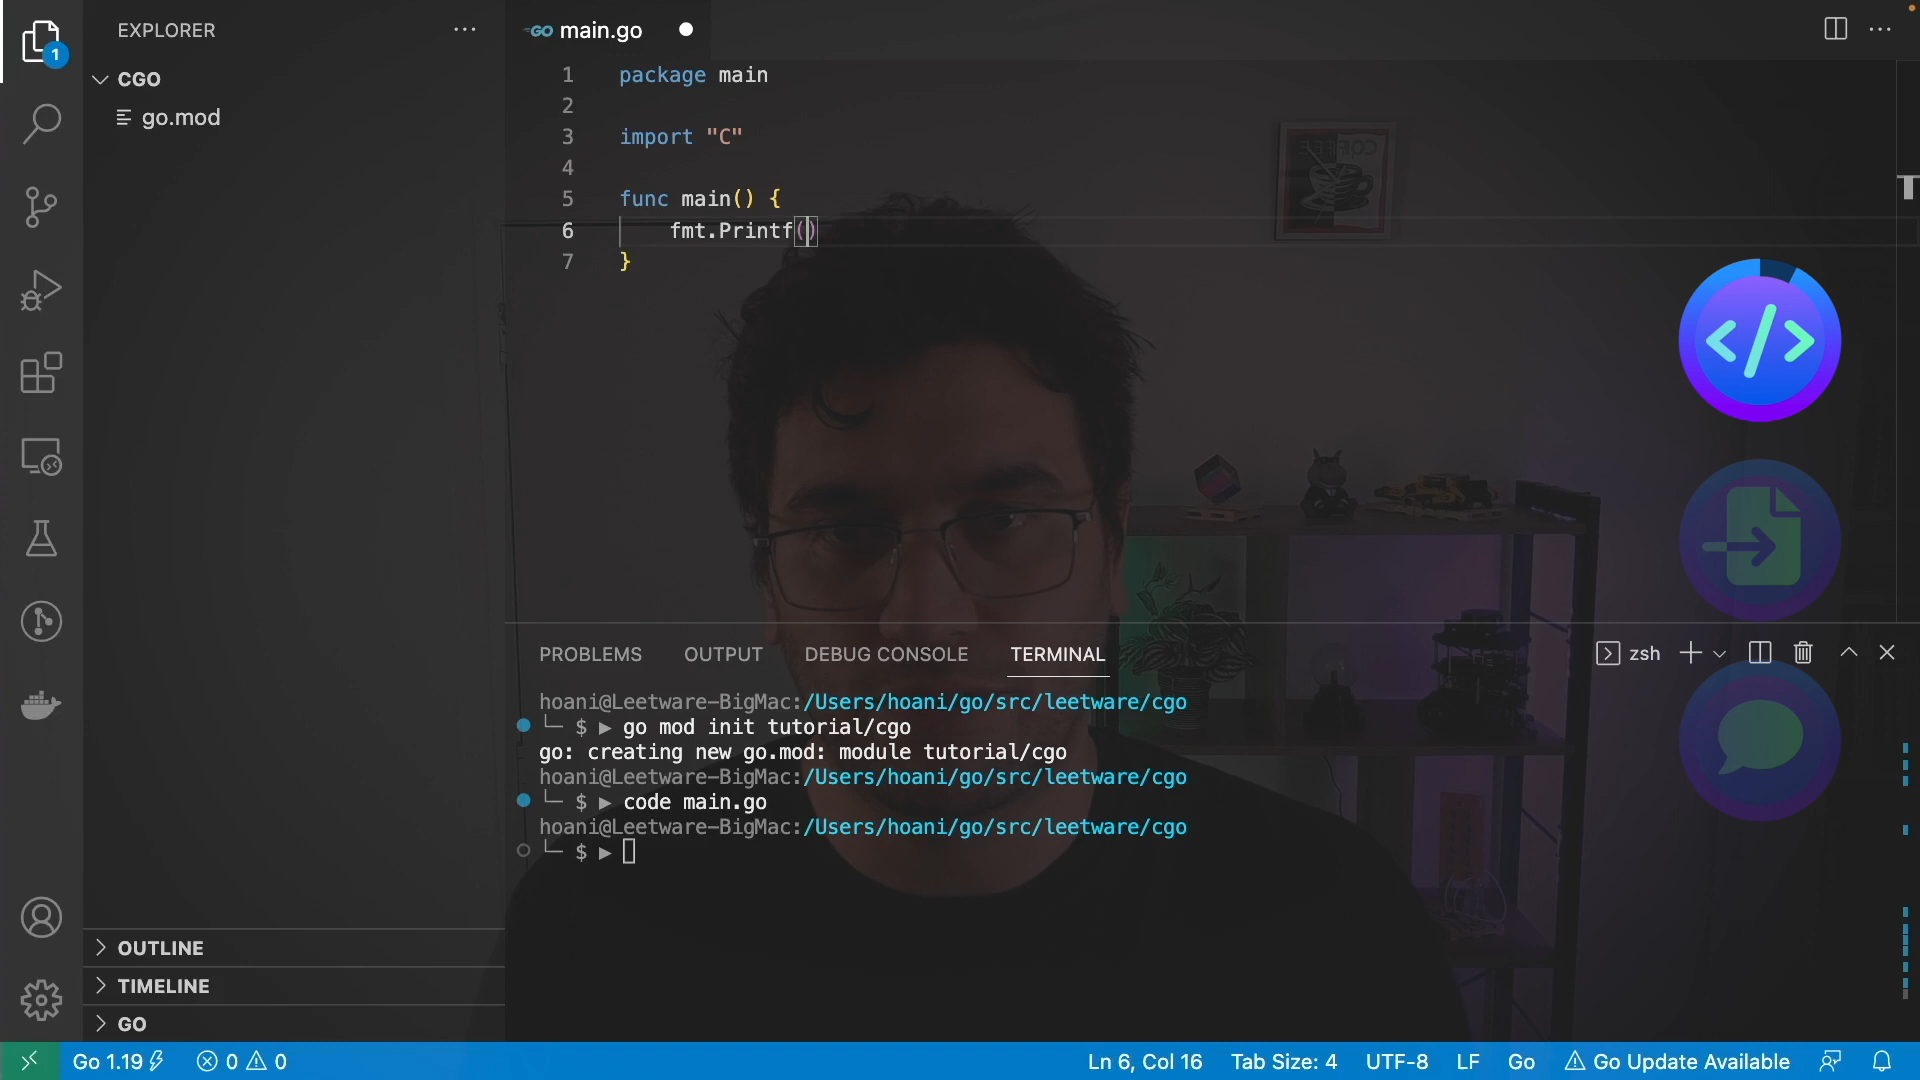 EXPLORER
CGO
go.mod
1
GO main.go
1 package main
2
3 import "C"
4
5 func main() {
6 fmt.Printf()
7 }
COFFEE
</>
PROBLEMS OUTPUT DEBUG CONSOLE TERMINAL
zsh
hoani@Leetware-BigMac:/Users/hoani/go/src/leetware/cgo
└─ $ ▶ go mod init tutorial/cgo
go: creating new go.mod: module tutorial/cgo
hoani@Leetware-BigMac:/Users/hoani/go/src/leetware/cgo
└─ $ ▶ code main.go
hoani@Leetware-BigMac:/Users/hoani/go/src/leetware/cgo
└─ $ ▶
OUTLINE
TIMELINE
GO
Go 1.19 0 0 Ln 6, Col 16 Tab Size: 4 UTF-8 LF Go Go Update Available